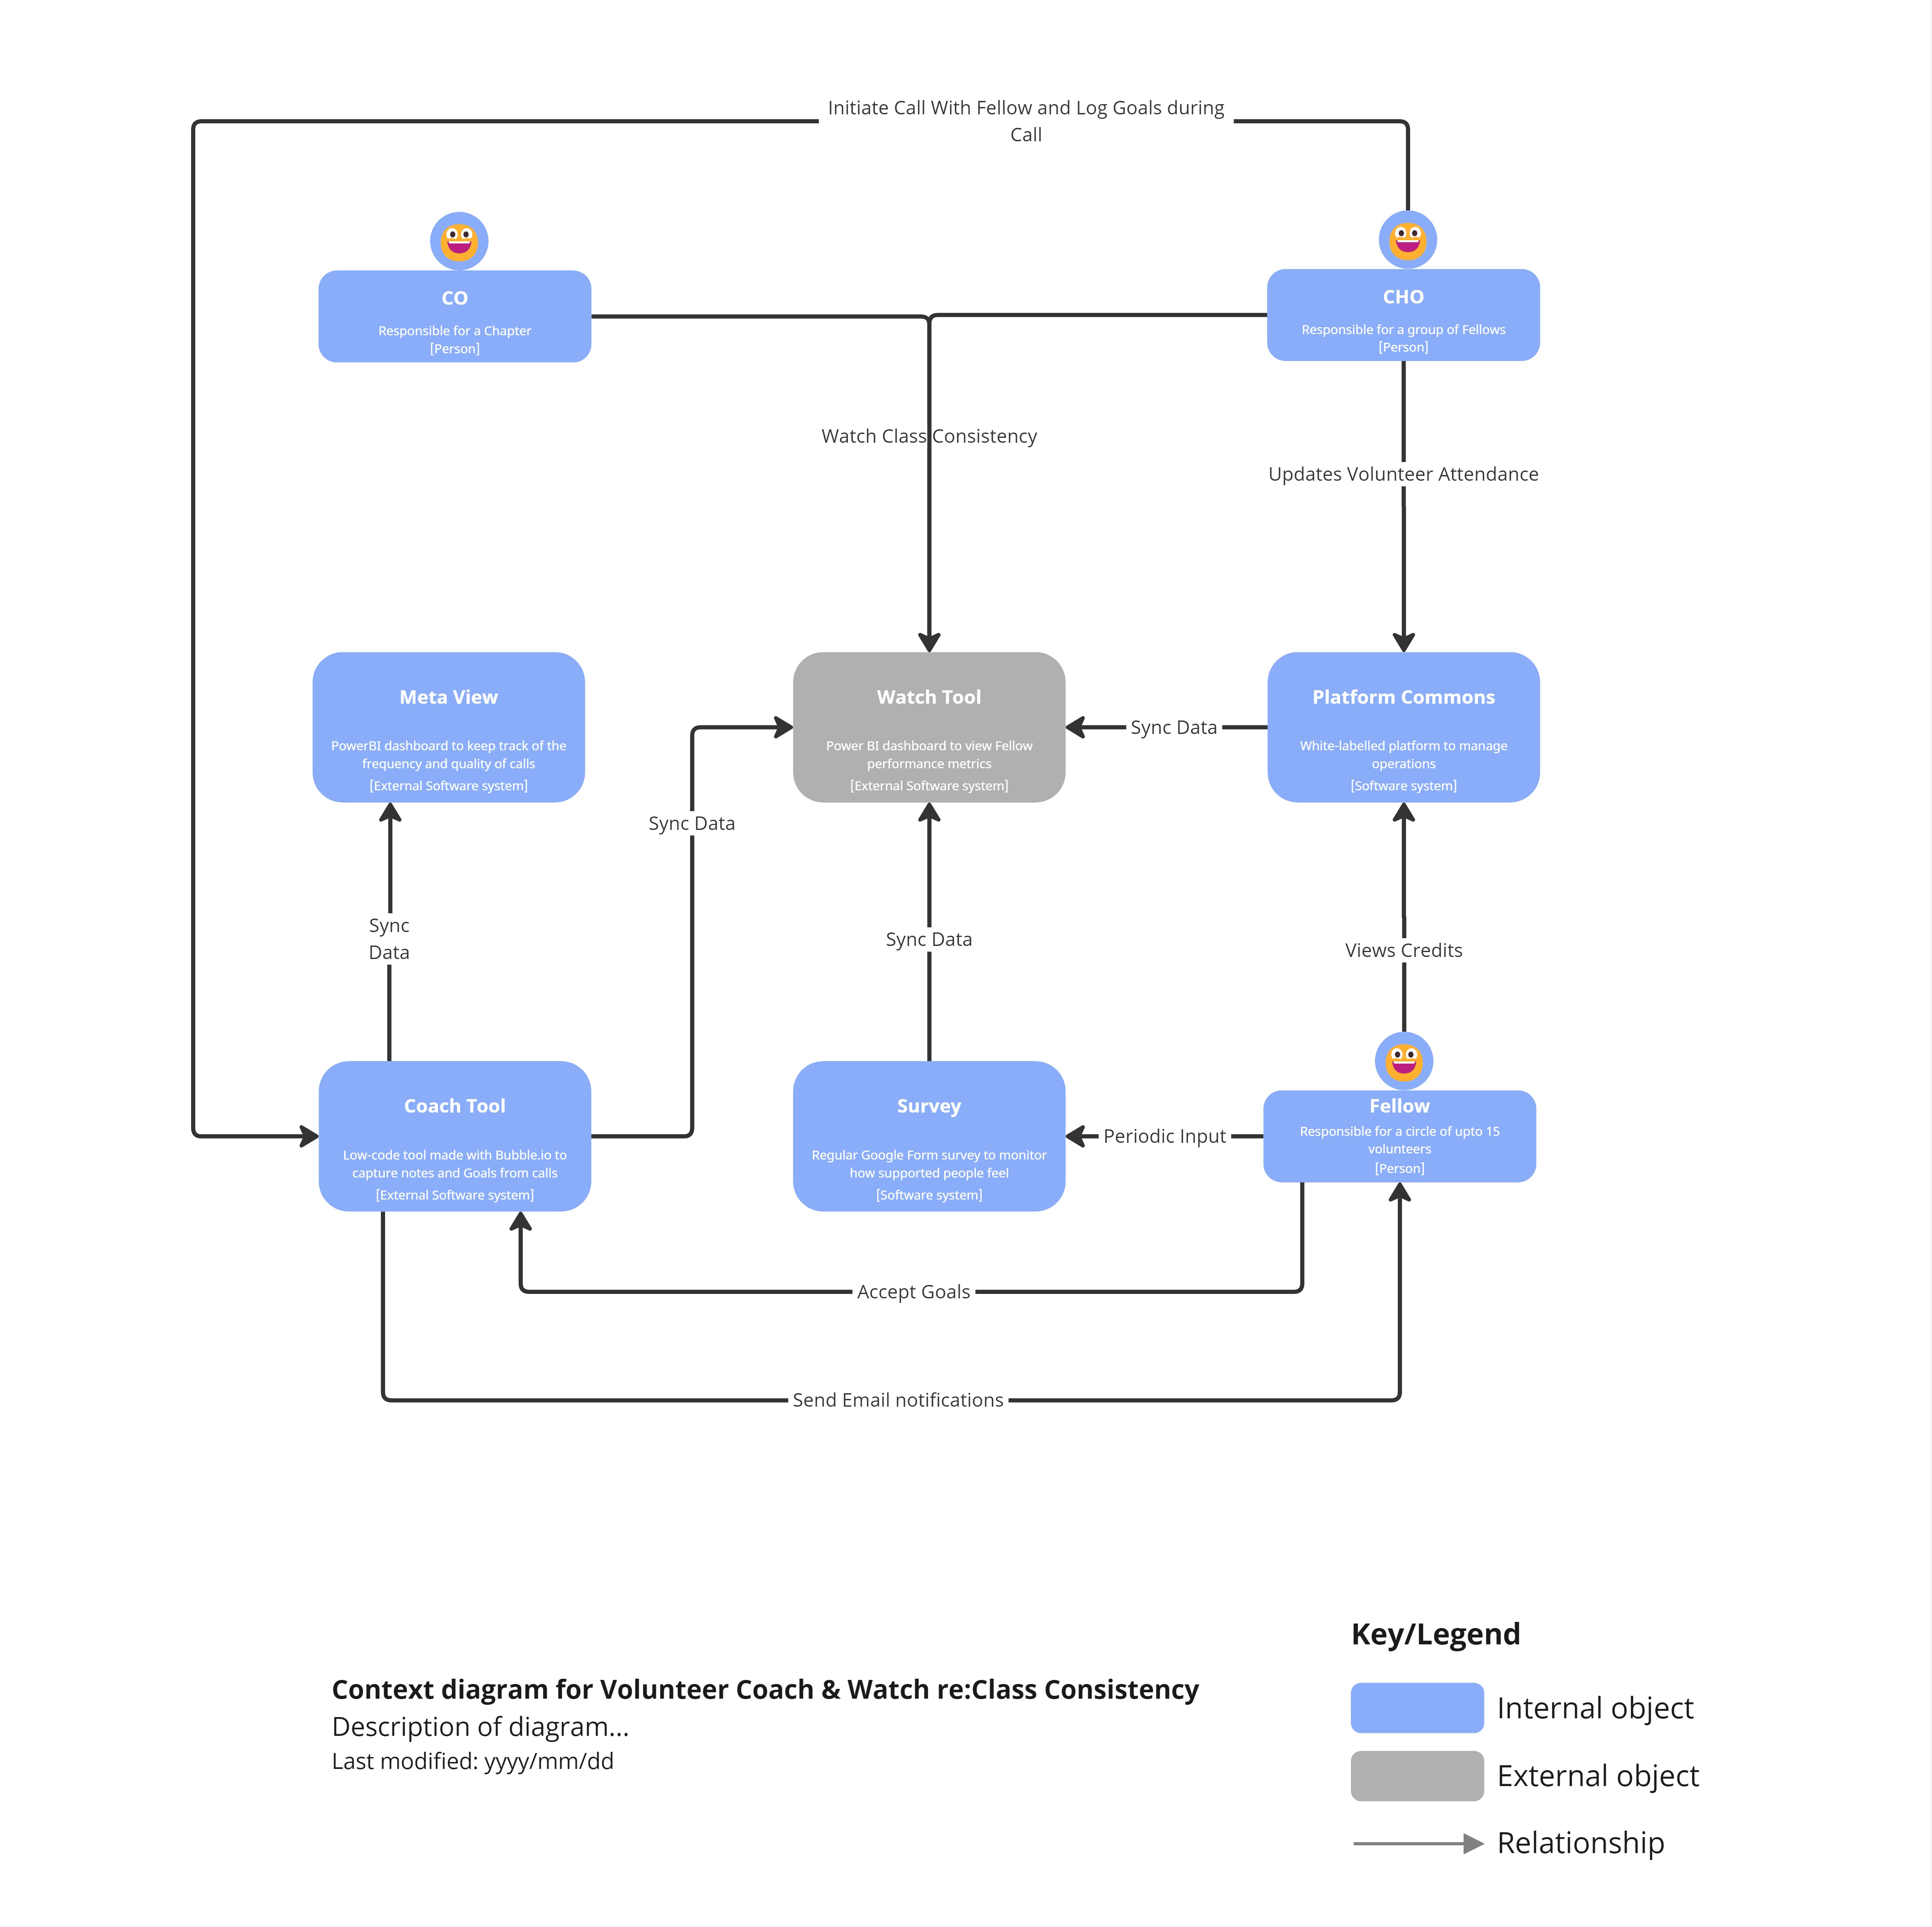 Initiate Call With Fellow and Log Goals during
Call
CO
Responsible for a Chapter
[Person]
CHO
Responsible for a group of Fellows
[Person]
Watch Class Consistency
Updates Volunteer Attendance
Meta View
PowerBI dashboard to keep track of the
frequency and quality of calls
[External Software system]
Watch Tool
Power BI dashboard to view Fellow
performance metrics
[External Software system]
Sync Data
Platform Commons
White-labelled platform to manage
operations
[Software system]
Sync Data
Sync
Data
Sync Data
Views Credits
Coach Tool
Low-code tool made with Bubble.io to
capture notes and Goals from calls
[External Software system]
Survey
Regular Google Form survey to monitor
how supported people feel
[Software system]
Periodic Input
Fellow
Responsible for a circle of upto 15
volunteers
[Person]
Accept Goals
Send Email notifications
Context diagram for Volunteer Coach & Watch re:Class Consistency
Description of diagram...
Last modified: yyyy/mm/dd
Key/Legend
Internal object
External object
Relationship